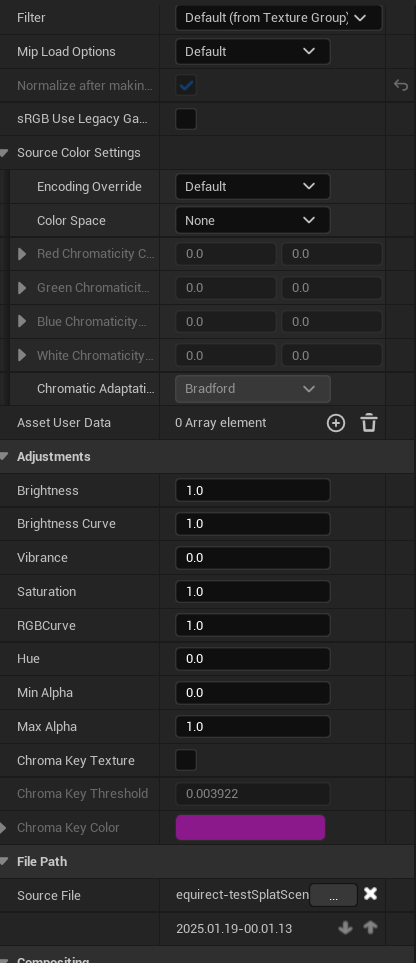 Filter Default (from Texture Group)
Mip Load Options Default
Normalize after makin...
sRGB Use Legacy Ga...
Source Color Settings
Encoding Override Default
Color Space None
Red Chromaticity C... 0.0 0.0
Green Chromaticit... 0.0 0.0
Blue Chromaticity... 0.0 0.0
White Chromaticity... 0.0 0.0
Chromatic Adaptati... Bradford
Asset User Data 0 Array element
Adjustments
Brightness 1.0
Brightness Curve 1.0
Vibrance 0.0
Saturation 1.0
RGBCurve 1.0
Hue 0.0
Min Alpha 0.0
Max Alpha 1.0
Chroma Key Texture
Chroma Key Threshold 0.003922
Chroma Key Color
File Path
Source File equirect-testSplatScen ...
2025.01.19-00.01.13
Compositing